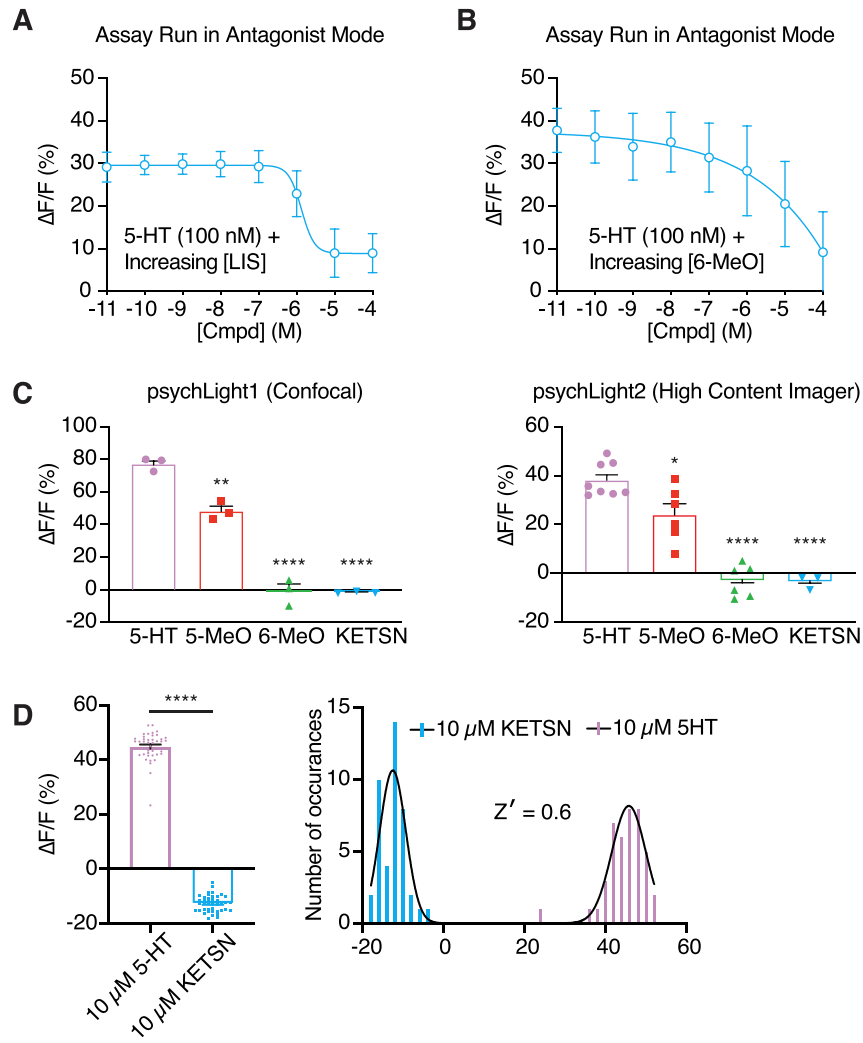 A
Assay Run in Antagonist Mode
ΔF/F (%)
50
40
30
20
10
0
5-HT (100 nM) +
Increasing [LIS]
-11 -10 -9 -8 -7 -6 -5 -4
[Cmpd] (M)
B
Assay Run in Antagonist Mode
ΔF/F (%)
50
40
30
20
10
0
5-HT (100 nM) +
Increasing [6-MeO]
-11 -10 -9 -8 -7 -6 -5 -4
[Cmpd] (M)
C
psychLight1 (Confocal)
ΔF/F (%)
100
80
60
40
20
0
-20
**
****
****
5-HT 5-MeO 6-MeO KETSN
psychLight2 (High Content Imager)
ΔF/F (%)
60
40
20
0
-20
*
****
****
5-HT 5-MeO 6-MeO KETSN
D
ΔF/F (%)
60
40
20
0
-20
****
10 µM 5-HT
10 µM KETSN
Number of occurances
15
10
5
0
10 µM KETSN 10 µM 5HT
Z′ = 0.6
-20 0 20 40 60